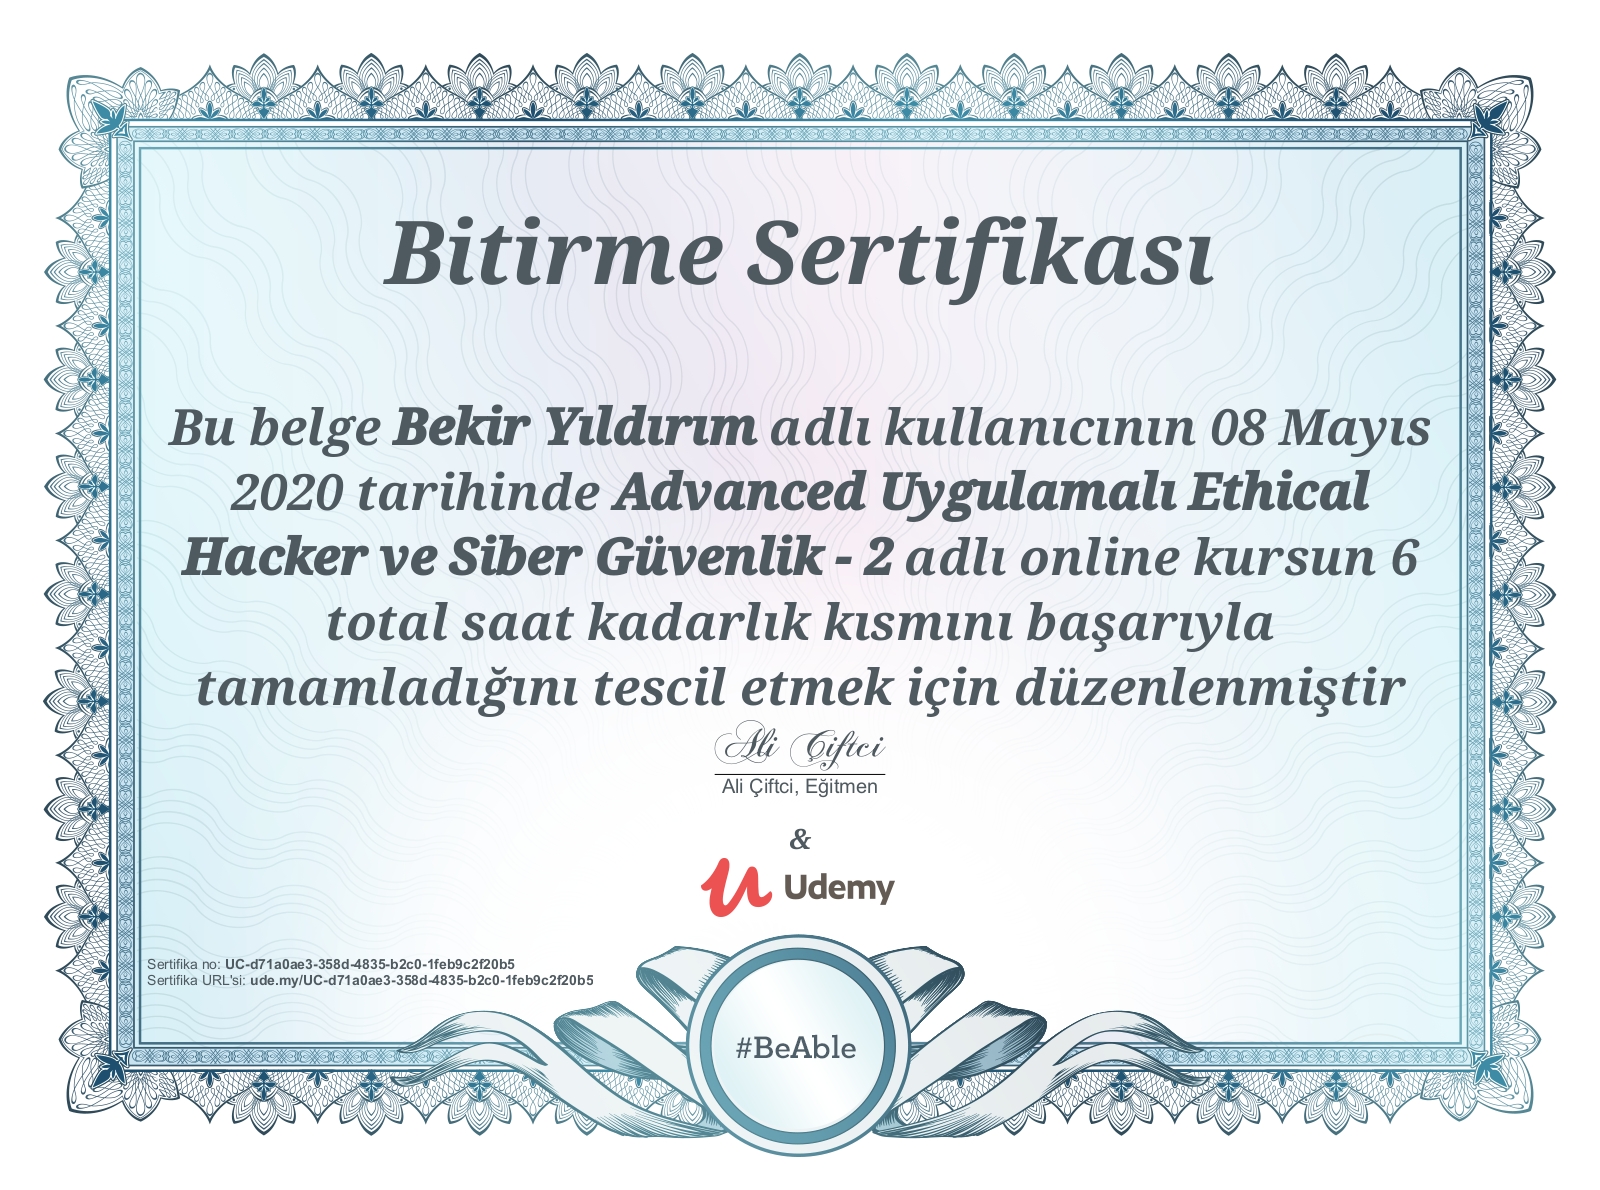 Bitirme Sertifikası
Bu belge Bekir Yıldırım adlı kullanıcının 08 Mayıs
2020 tarihinde Advanced Uygulamalı Ethical
Hacker ve Siber Güvenlik - 2 adlı online kursun 6
total saat kadarlık kısmını başarıyla
tamamladığını tescil etmek için düzenlenmiştir
Ali Çiftci
Ali Çiftci, Eğitmen
&
Udemy
Sertifika no: UC-d71a0ae3-358d-4835-b2c0-1feb9c2f20b5
Sertifika URL'si: ude.my/UC-d71a0ae3-358d-4835-b2c0-1feb9c2f20b5
#BeAble